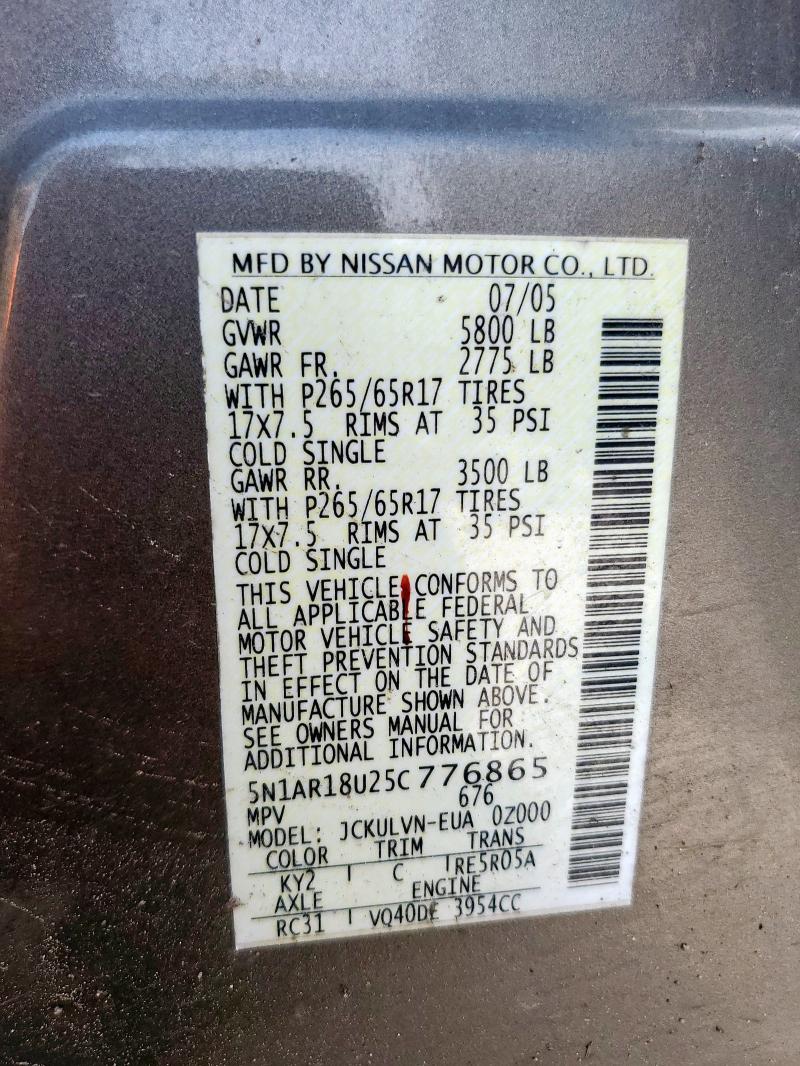 MFD BY NISSAN MOTOR CO., LTD.
DATE 07/05
GVWR 5800 LB
GAWR FR. 2775 LB
WITH P265/65R17 TIRES
17X7.5 RIMS AT 35 PSI
COLD SINGLE
GAWR RR. 3500 LB
WITH P265/65R17 TIRES
17X7.5 RIMS AT 35 PSI
COLD SINGLE
THIS VEHICLE CONFORMS TO
ALL APPLICABLE FEDERAL
MOTOR VEHICLE SAFETY AND
THEFT PREVENTION STANDARDS
IN EFFECT ON THE DATE OF
MANUFACTURE SHOWN ABOVE.
SEE OWNERS MANUAL FOR
ADDITIONAL INFORMATION.
5N1AR18U25C 776865
MPV 676
MODEL: JCKULVN-EUA 0Z000
COLOR TRIM TRANS
KY2 C RE5R05A
AXLE ENGINE
RC31 VQ40DE 3954CC